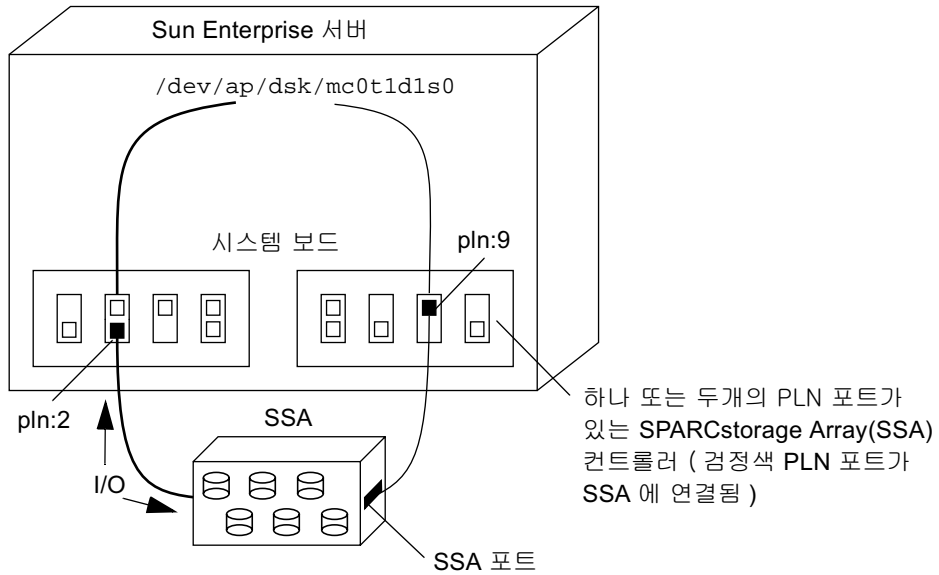 Sun Enterprise 서버
/dev/ap/dsk/mc0t1d1s0
시스템 보드
pln:9
pln:2
SSA
I/O
하나 또는 두개의 PLN 포트가
있는 SPARCstorage Array(SSA)
컨트롤러 ( 검정색 PLN 포트가
SSA 에 연결됨 )
SSA 포트